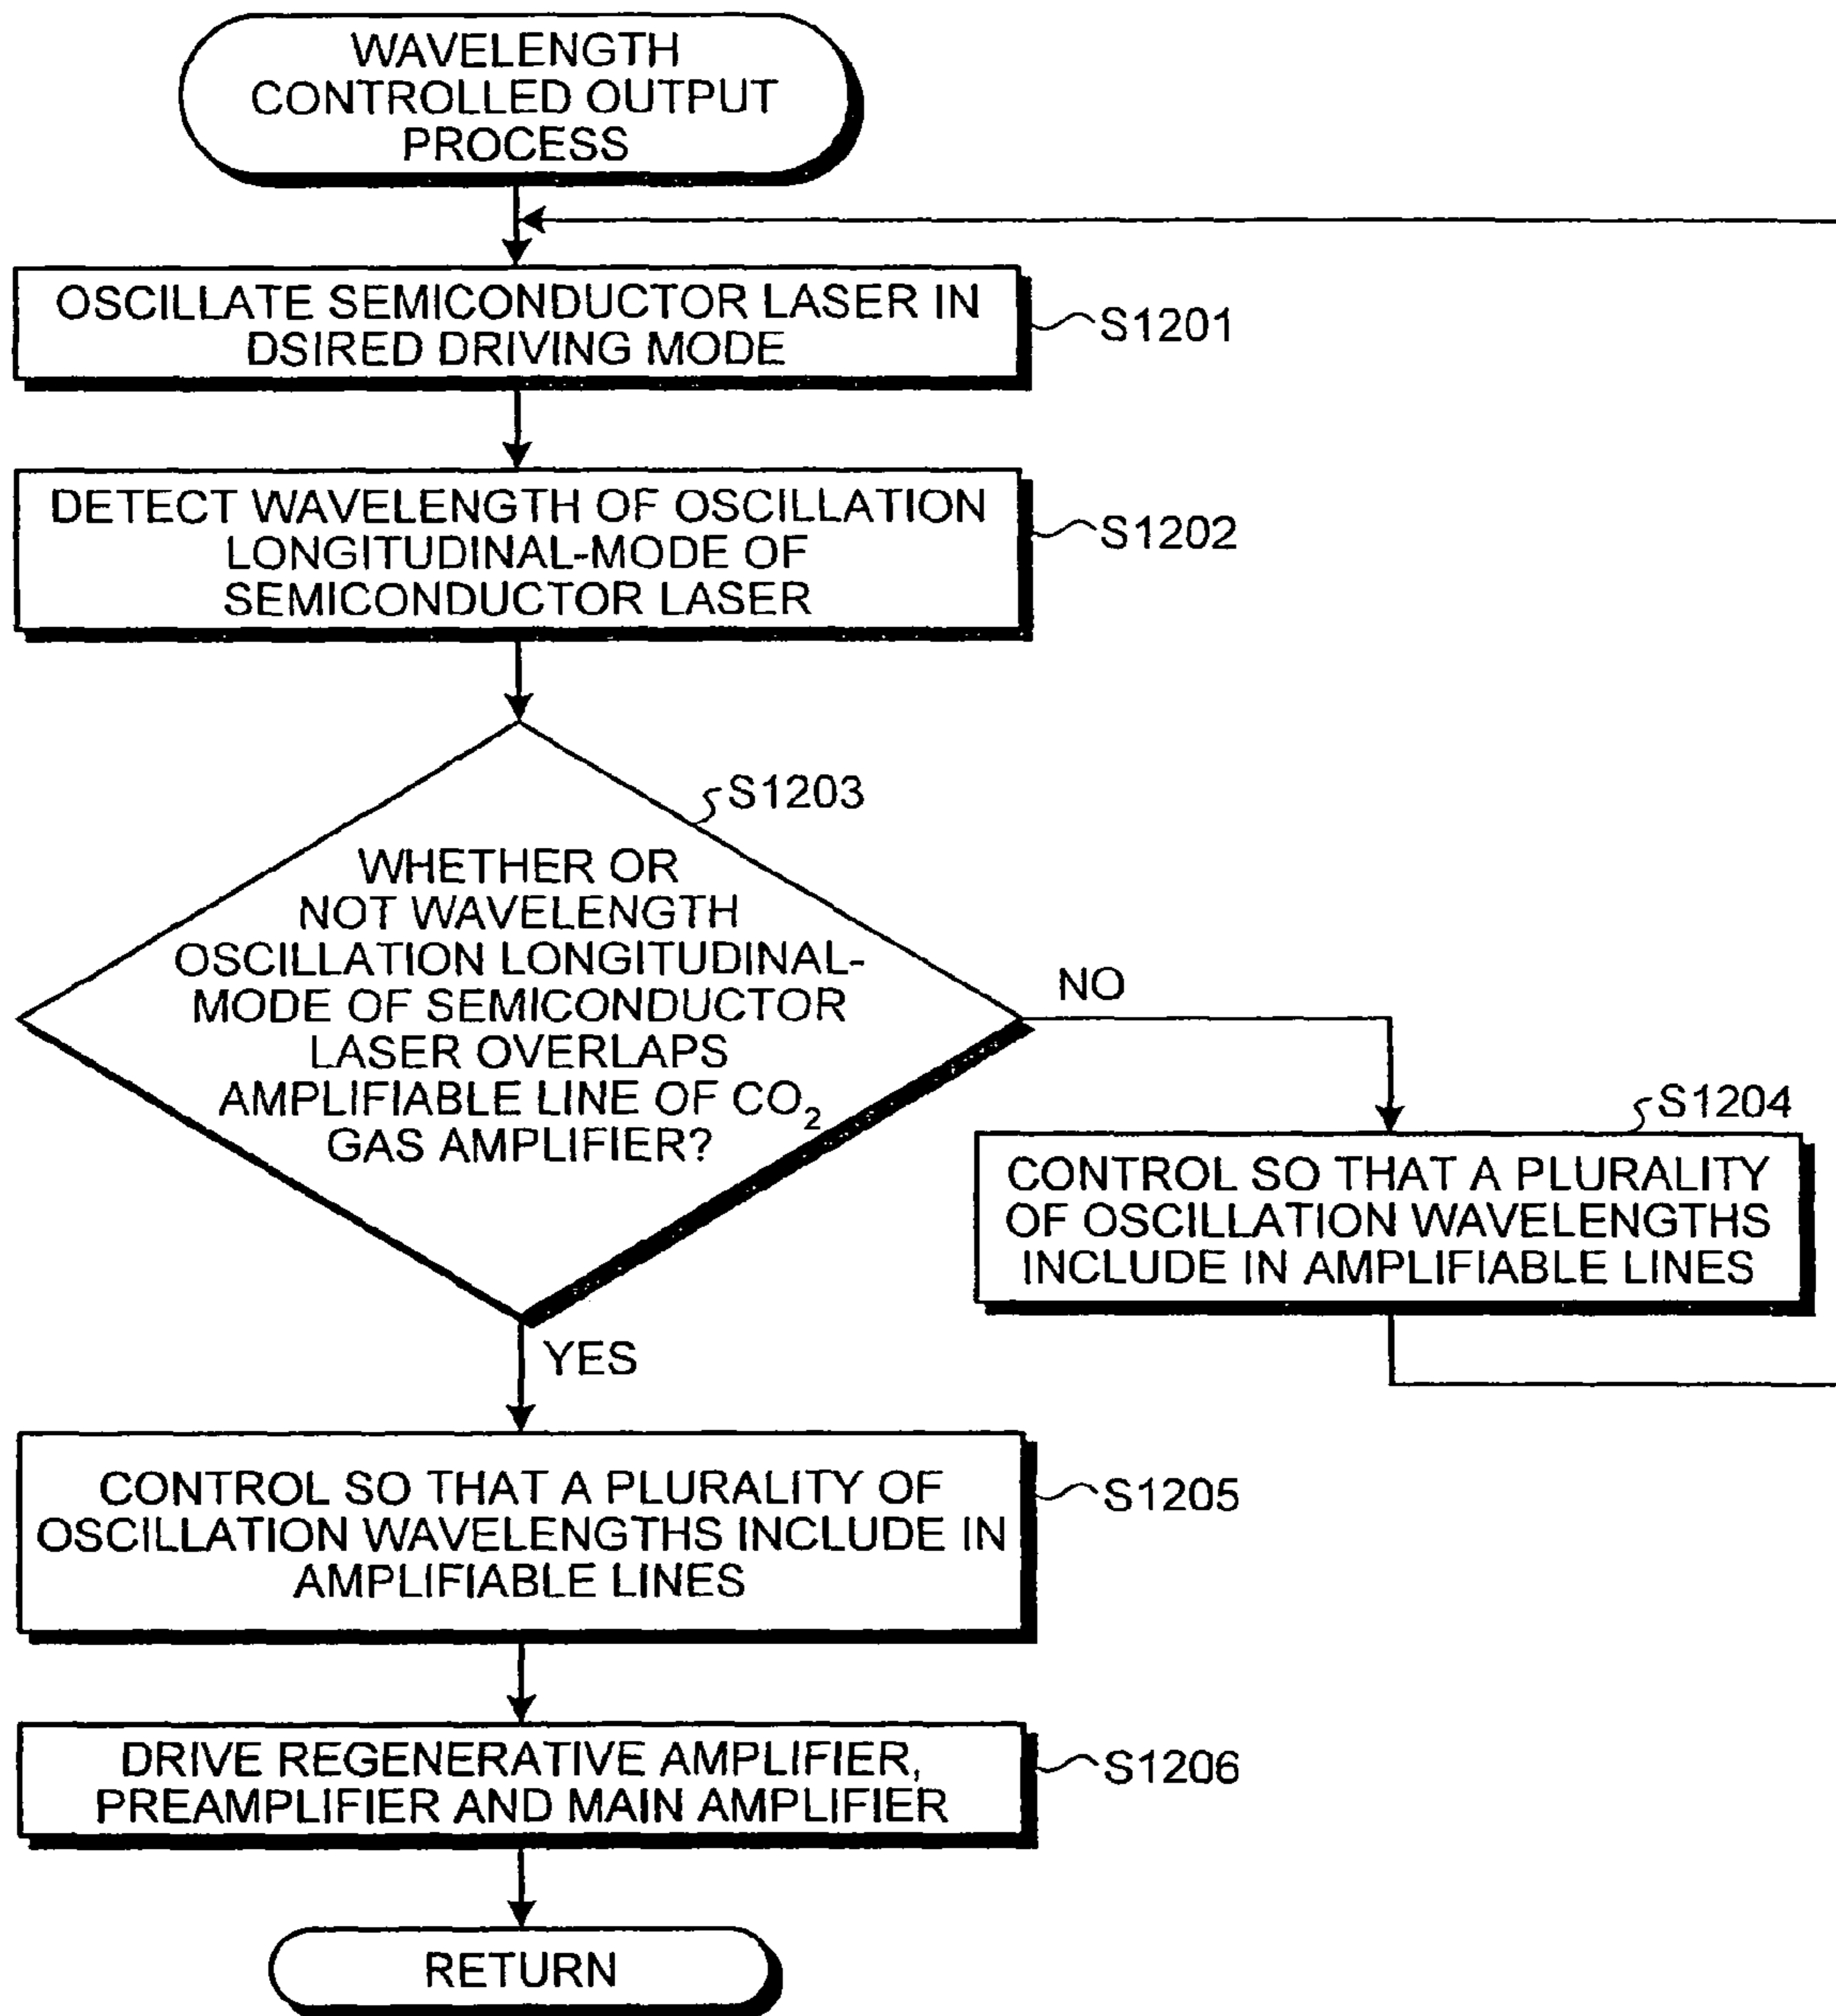 WAVELENGTH
CONTROLLED OUTPUT
PROCESS
OSCILLATE SEMICONDUCTOR LASER IN
DSIRED DRIVING MODE
S1201
DETECT WAVELENGTH OF OSCILLATION
LONGITUDINAL-MODE OF
SEMICONDUCTOR LASER
S1202
S1203
WHETHER OR
NOT WAVELENGTH
OSCILLATION LONGITUDINAL-
MODE OF SEMICONDUCTOR
LASER OVERLAPS
AMPLIFIABLE LINE OF CO₂
GAS AMPLIFIER?
NO
S1204
CONTROL SO THAT A PLURALITY
OF OSCILLATION WAVELENGTHS
INCLUDE IN AMPLIFIABLE LINES
YES
CONTROL SO THAT A PLURALITY OF
OSCILLATION WAVELENGTHS INCLUDE IN
AMPLIFIABLE LINES
S1205
DRIVE REGENERATIVE AMPLIFIER,
PREAMPLIFIER AND MAIN AMPLIFIER
S1206
RETURN